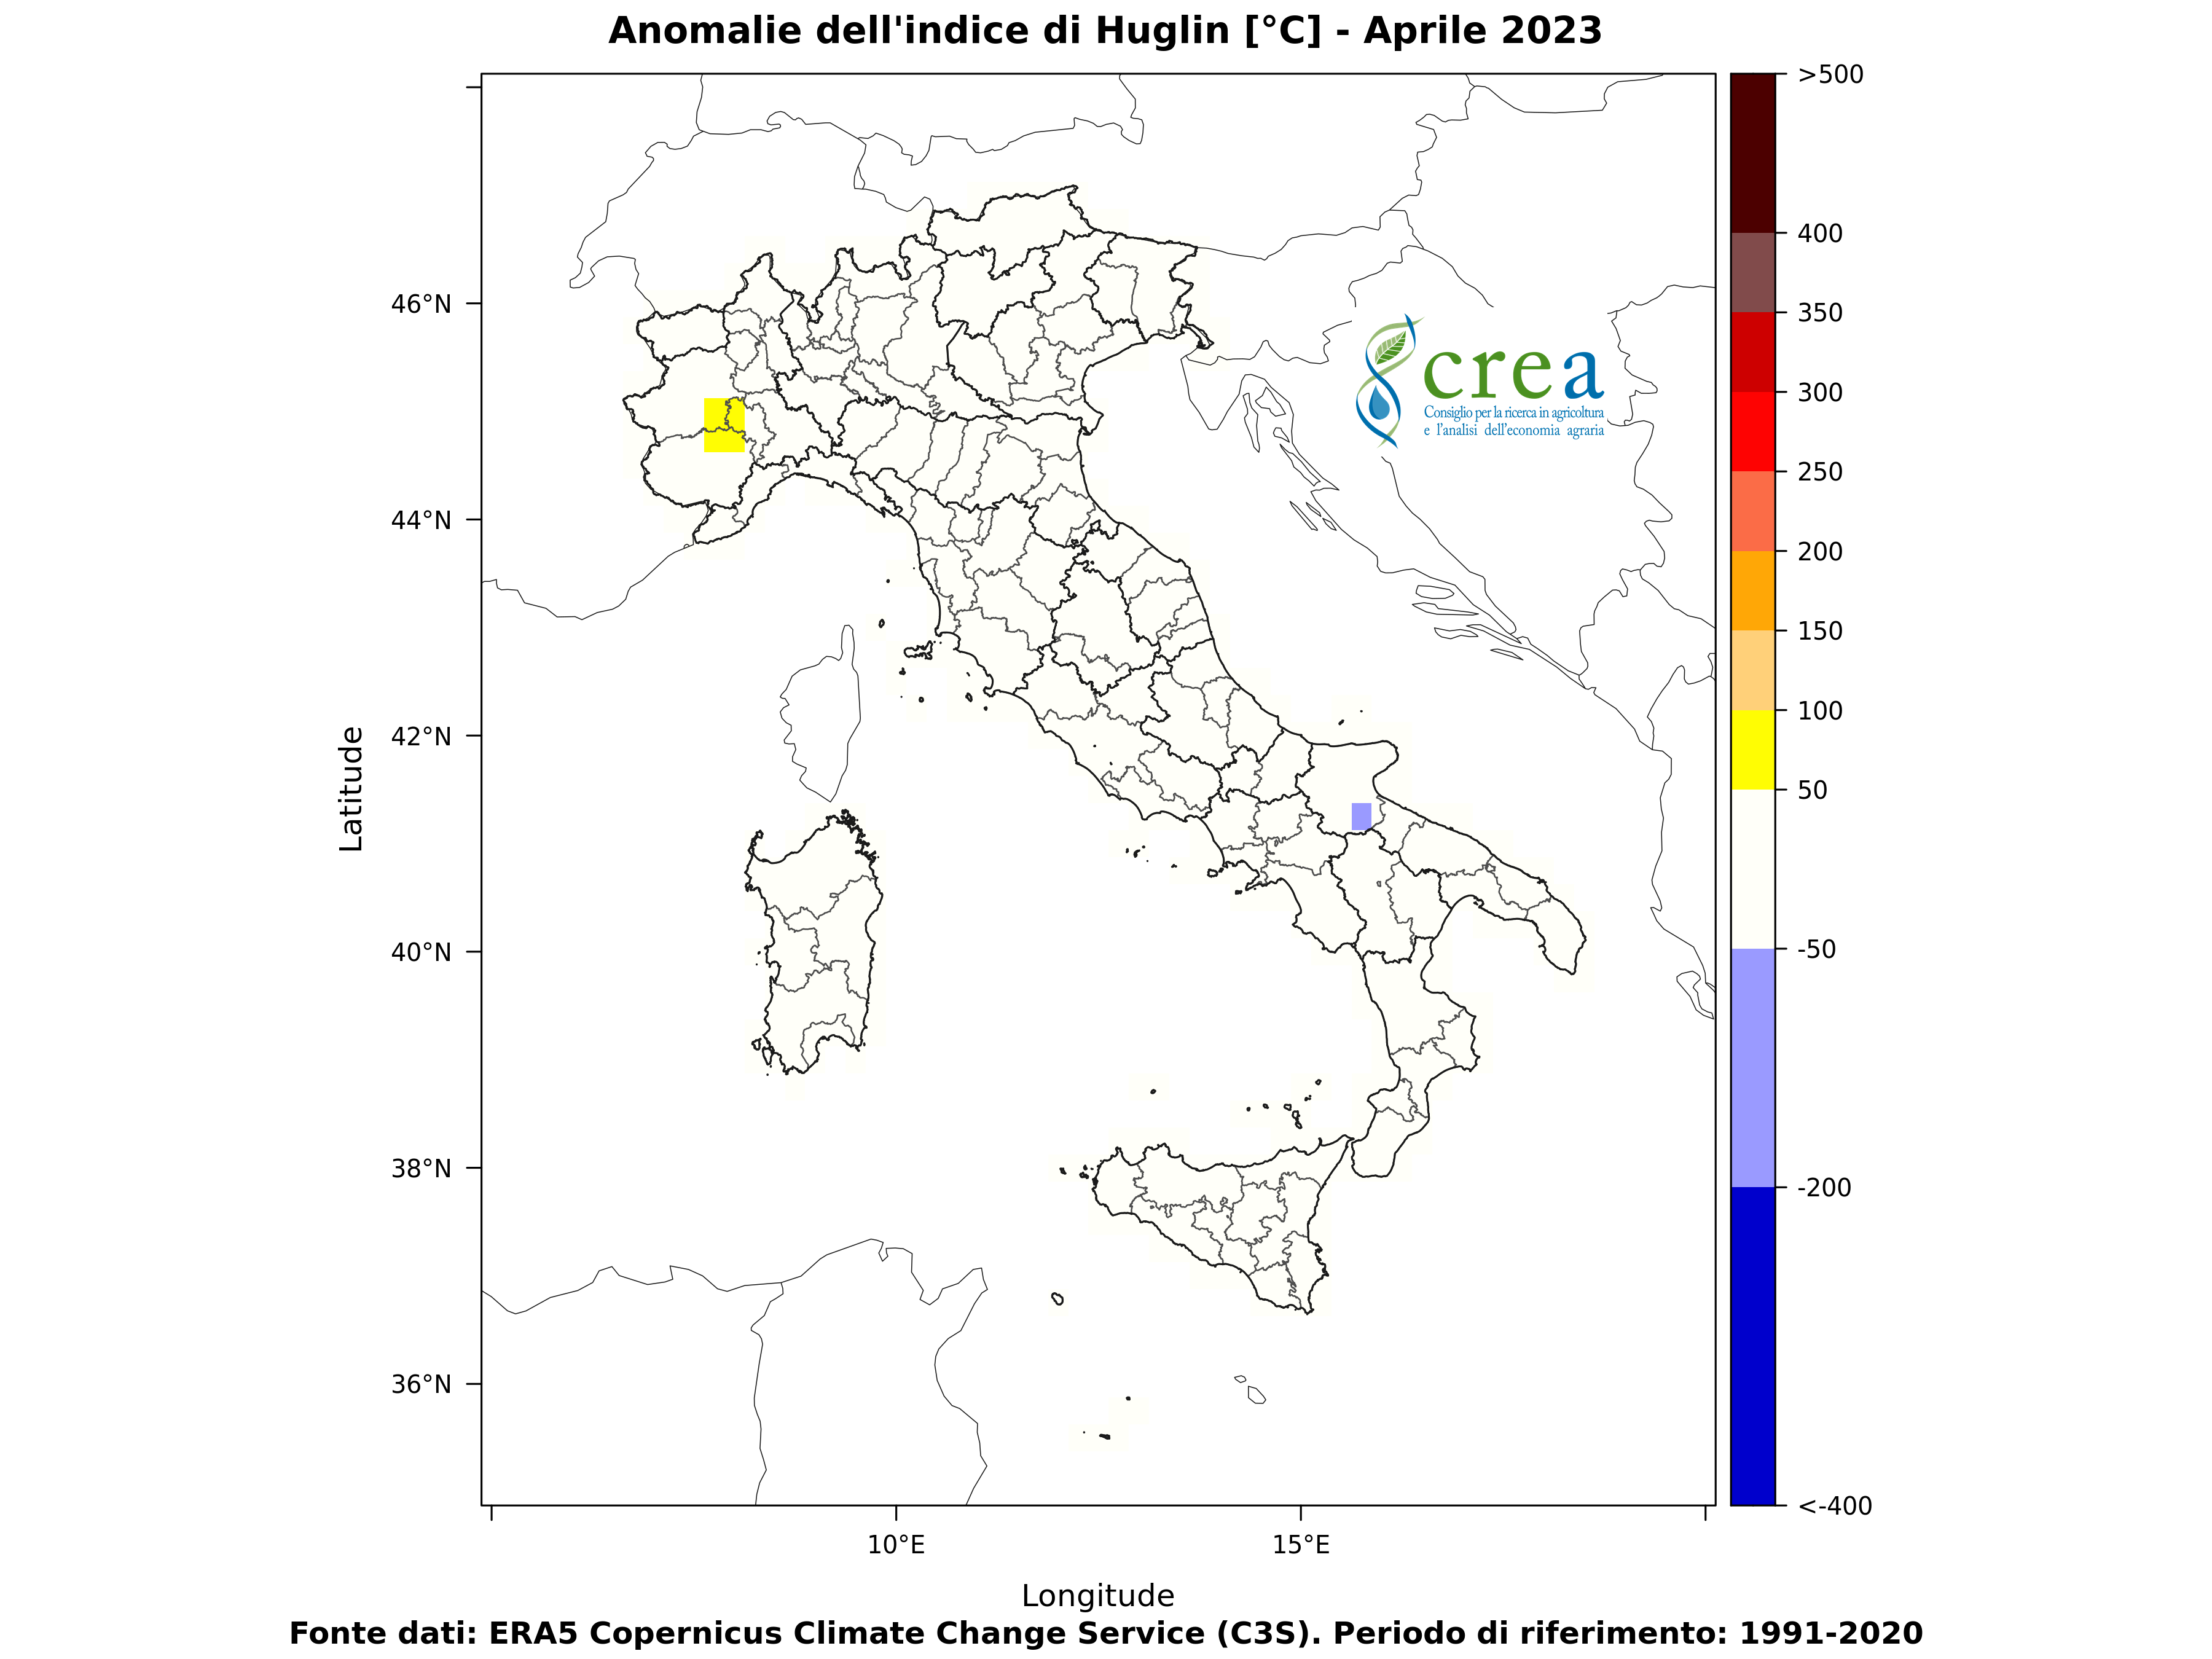 Anomalie dell'indice di Huglin [°C] - Aprile 2023
>500
400
350
300
250
200
150
100
50
-50
-200
<-400
46°N
44°N
42°N
40°N
38°N
36°N
Latitude
crea
Consiglio per la ricerca in agricoltura
e l'analisi dell'economia agraria
10°E
15°E
Longitude
Fonte dati: ERA5 Copernicus Climate Change Service (C3S). Periodo di riferimento: 1991-2020